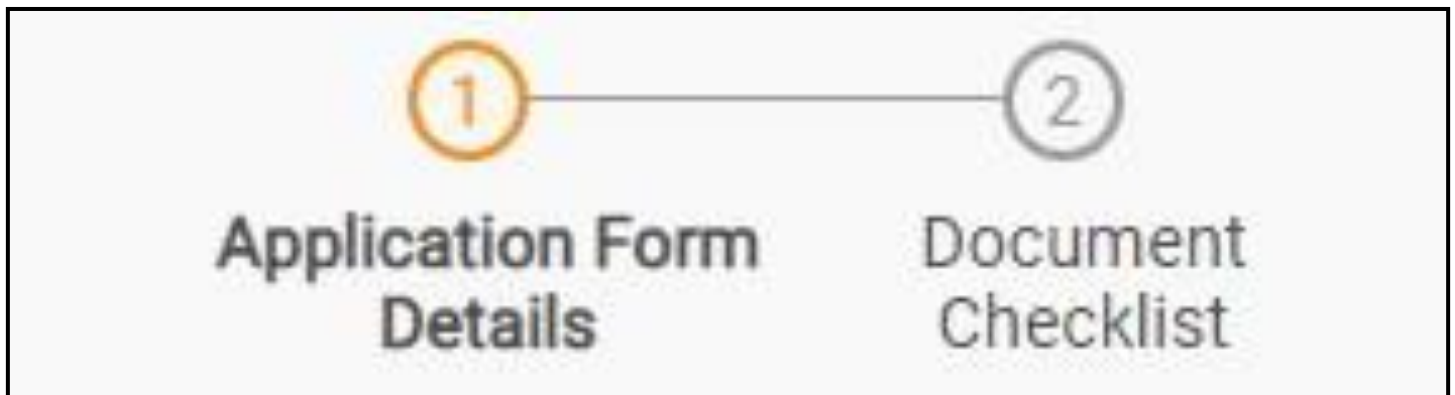 1
2
Application Form
Details
Document
Checklist